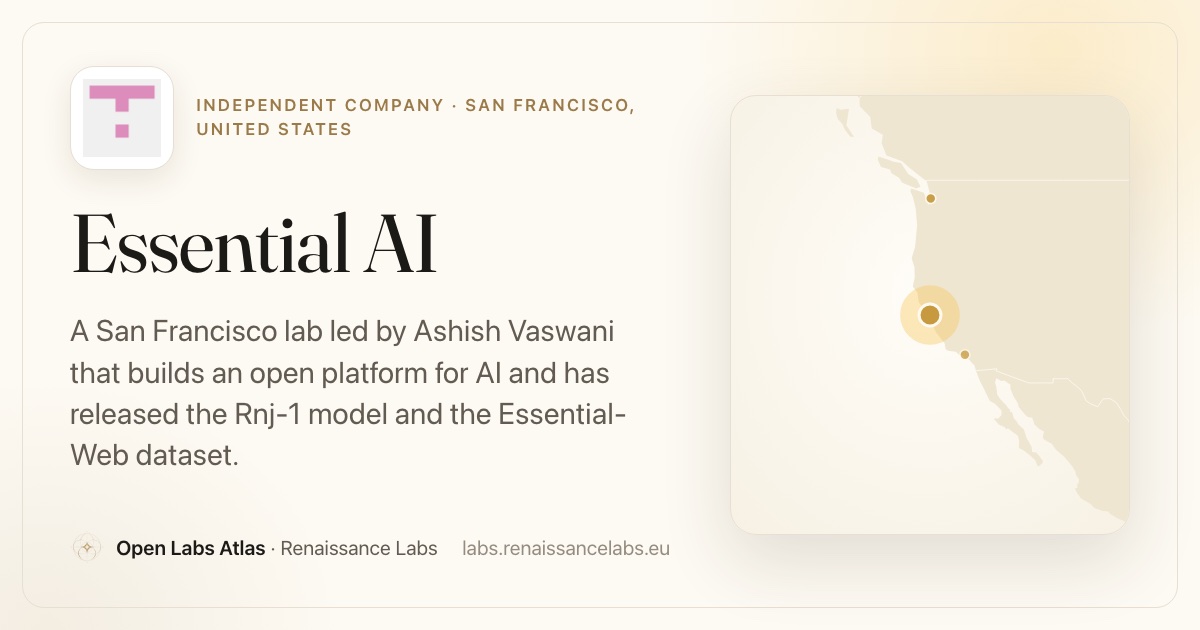 INDEPENDENT COMPANY · SAN FRANCISCO,
UNITED STATES
Essential AI
A San Francisco lab led by Ashish Vaswani
that builds an open platform for AI and has
released the Rnj-1 model and the Essential-
Web dataset.
Open Labs Atlas · Renaissance Labs labs.renaissancelabs.eu